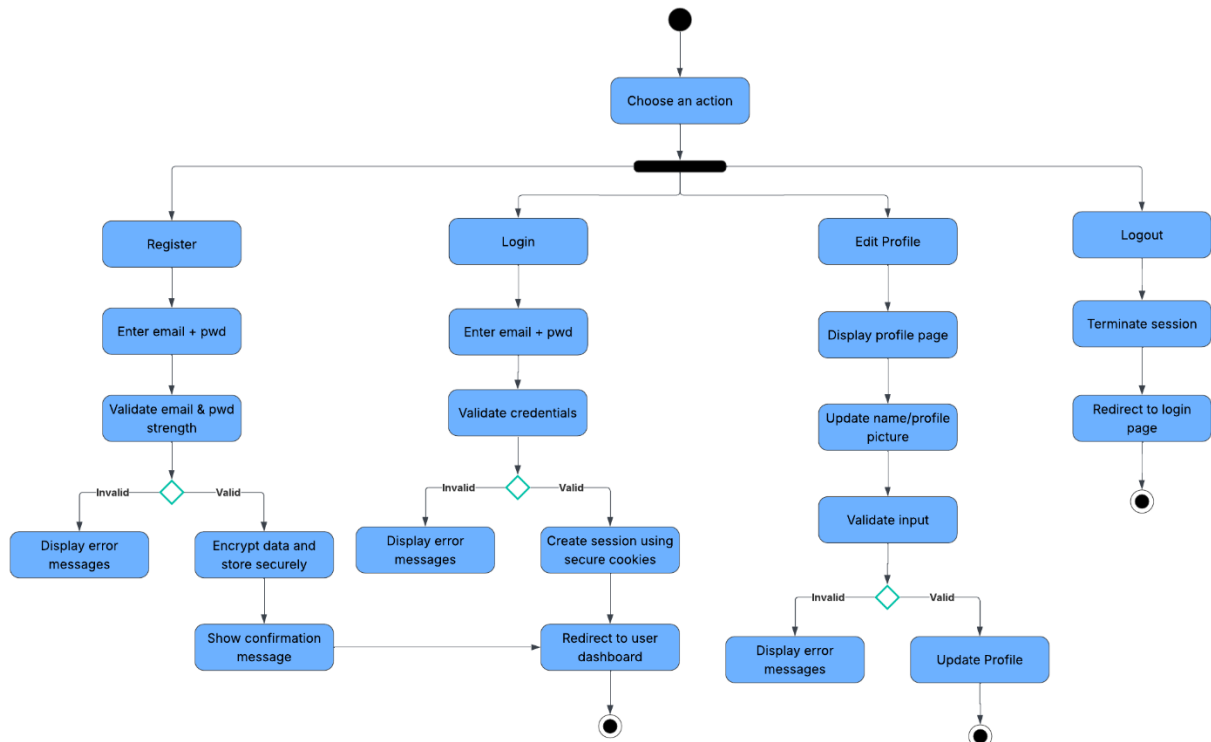 Choose an action
Register
Login
Edit Profile
Logout
Enter email + pwd
Enter email + pwd
Display profile page
Terminate session
Validate email & pwd
strength
Validate credentials
Update name/profile
picture
Redirect to login
page
Invalid
Valid
Invalid
Valid
Validate input
Display error
messages
Encrypt data and
store securely
Display error
messages
Create session using
secure cookies
Invalid
Valid
Show confirmation
message
Redirect to user
dashboard
Display error
messages
Update Profile